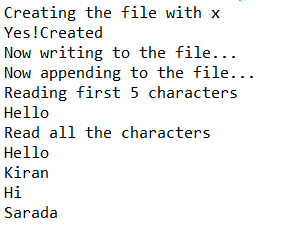 Creating the file with x
Yes!Created
Now writing to the file...
Now appending to the file...
Reading first 5 characters
Hello
Read all the characters
Hello
Kiran
Hi
Sarada